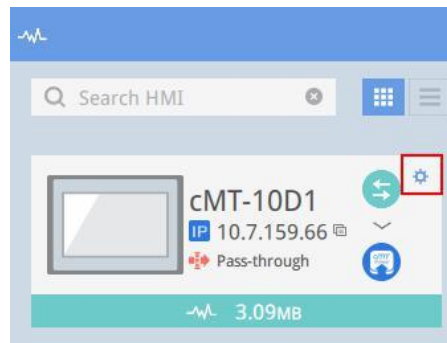 Search HMI
cMT-10D1
IP 10.7.159.66
Pass-through
3.09MB